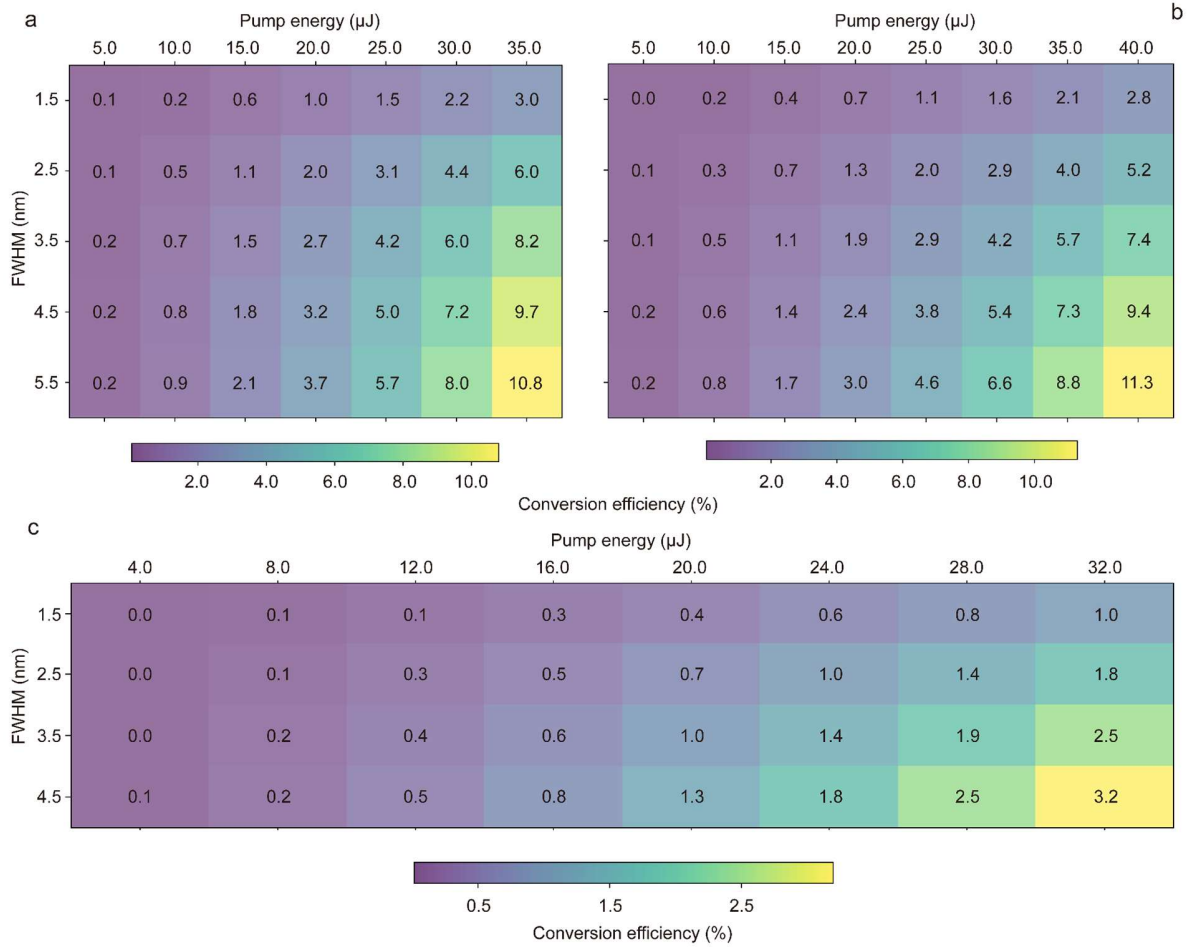 a
Pump energy (µJ)
5.0 10.0 15.0 20.0 25.0 30.0 35.0
FWHM (nm)
1.5 0.1 0.2 0.6 1.0 1.5 2.2 3.0
2.5 0.1 0.5 1.1 2.0 3.1 4.4 6.0
3.5 0.2 0.7 1.5 2.7 4.2 6.0 8.2
4.5 0.2 0.8 1.8 3.2 5.0 7.2 9.7
5.5 0.2 0.9 2.1 3.7 5.7 8.0 10.8
2.0 4.0 6.0 8.0 10.0
b
Pump energy (µJ)
5.0 10.0 15.0 20.0 25.0 30.0 35.0 40.0
0.0 0.2 0.4 0.7 1.1 1.6 2.1 2.8
0.1 0.3 0.7 1.3 2.0 2.9 4.0 5.2
0.1 0.5 1.1 1.9 2.9 4.2 5.7 7.4
0.2 0.6 1.4 2.4 3.8 5.4 7.3 9.4
0.2 0.8 1.7 3.0 4.6 6.6 8.8 11.3
2.0 4.0 6.0 8.0 10.0
Conversion efficiency (%)
c
Pump energy (µJ)
4.0 8.0 12.0 16.0 20.0 24.0 28.0 32.0
FWHM (nm)
1.5 0.0 0.1 0.1 0.3 0.4 0.6 0.8 1.0
2.5 0.0 0.1 0.3 0.5 0.7 1.0 1.4 1.8
3.5 0.0 0.2 0.4 0.6 1.0 1.4 1.9 2.5
4.5 0.1 0.2 0.5 0.8 1.3 1.8 2.5 3.2
0.5 1.5 2.5
Conversion efficiency (%)